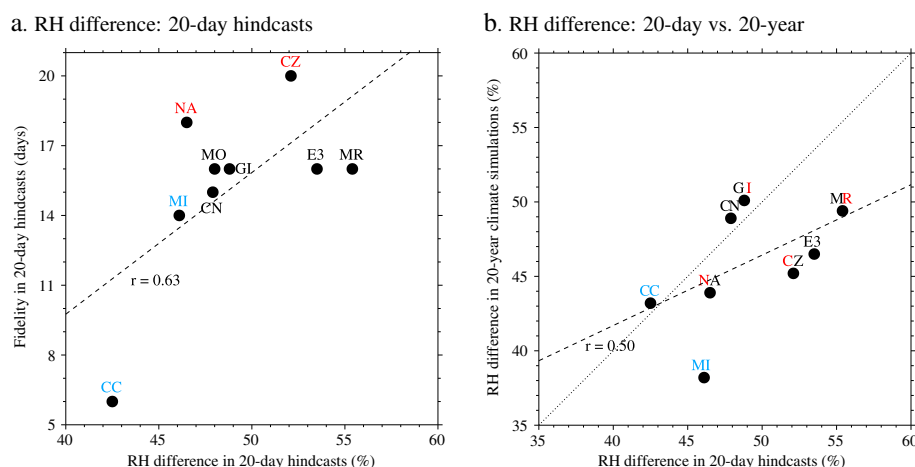 a. RH difference: 20-day hindcasts
Fidelity in 20-day hindcasts (days)
20
17
14
11
8
5
CZ
NA
MO
GL
E3
MR
MI
CN
r = 0.63
CC
40
45
50
55
60
RH difference in 20-day hindcasts (%)
b. RH difference: 20-day vs. 20-year
RH difference in 20-year climate simulations (%)
60
55
50
45
40
35
GI
MR
CN
E3
CZ
NA
CC
r = 0.50
MI
35
40
45
50
55
60
RH difference in 20-day hindcasts (%)